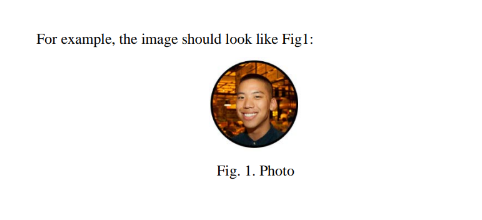 For example, the image should look like Fig1:
Fig. 1. Photo